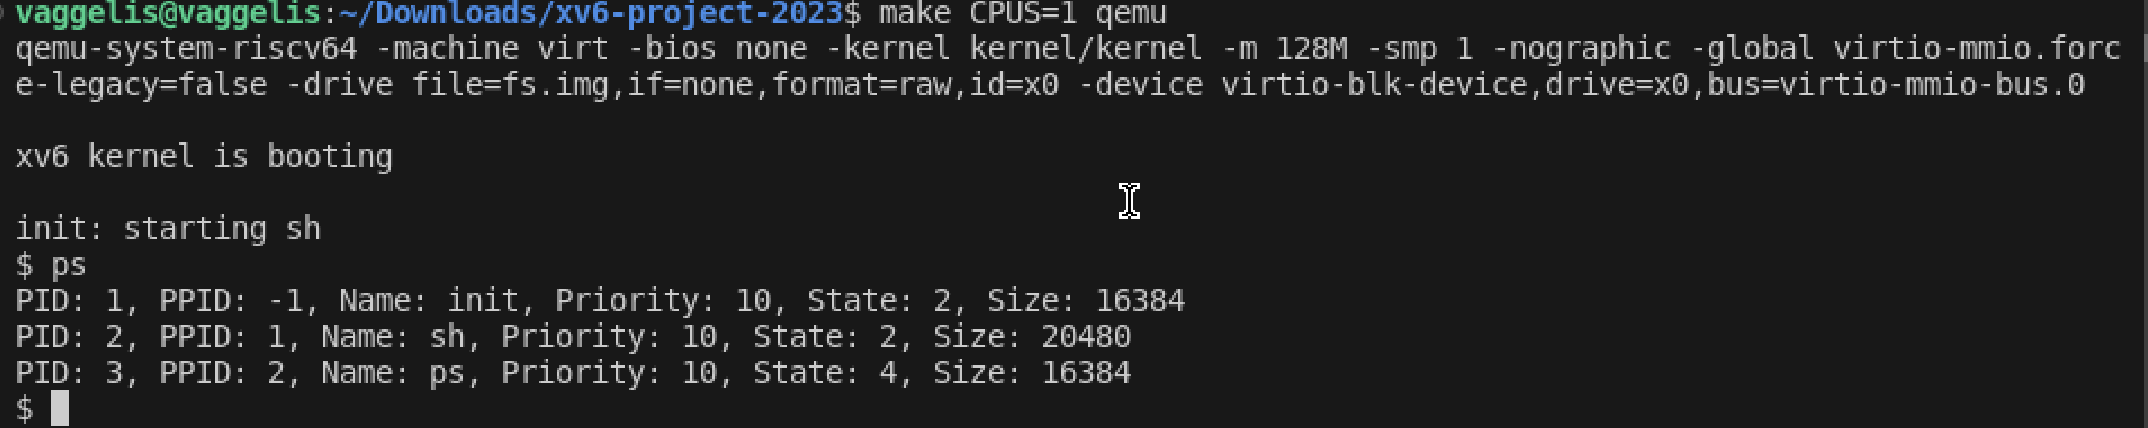 vaggelis@vaggelis:~/Downloads/xv6-project-2023$ make CPUS=1 qemu
qemu-system-riscv64 -machine virt -bios none -kernel kernel/kernel -m 128M -smp 1 -nographic -global virtio-mmio.forc
e-legacy=false -drive file=fs.img,if=none,format=raw,id=x0 -device virtio-blk-device,drive=x0,bus=virtio-mmio-bus.0
xv6 kernel is booting
init: starting sh
$ ps
PID: 1, PPID: -1, Name: init, Priority: 10, State: 2, Size: 16384
PID: 2, PPID: 1, Name: sh, Priority: 10, State: 2, Size: 20480
PID: 3, PPID: 2, Name: ps, Priority: 10, State: 4, Size: 16384
$